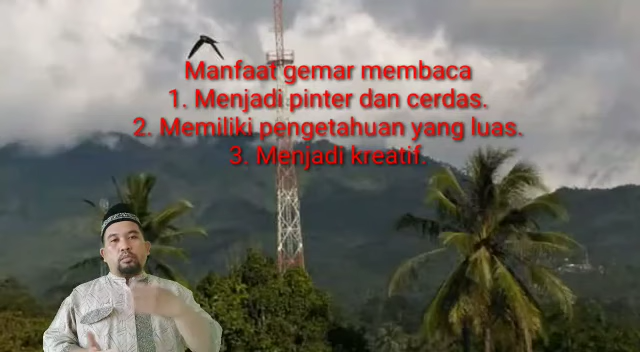 Manfaat gemar membaca
1. Menjadi pinter dan cerdas.
2. Memiliki pengetahuan yang luas.
3. Menjadi kreatif.